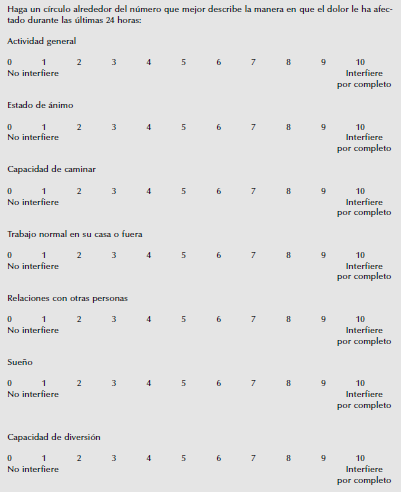 Haga un círculo alrededor del número que mejor describe la manera en que el dolor le ha afec-
tado durante las últimas 24 horas:
Actividad general
0 1 2 3 4 5 6 7 8 9 10
No interfiere Interfiere
por completo
Estado de ánimo
0 1 2 3 4 5 6 7 8 9 10
No interfiere Interfiere
por completo
Capacidad de caminar
0 1 2 3 4 5 6 7 8 9 10
No interfiere Interfiere
por completo
Trabajo normal en su casa o fuera
0 1 2 3 4 5 6 7 8 9 10
No interfiere Interfiere
por completo
Relaciones con otras personas
0 1 2 3 4 5 6 7 8 9 10
No interfiere Interfiere
por completo
Sueño
0 1 2 3 4 5 6 7 8 9 10
No interfiere Interfiere
por completo
Capacidad de diversión
0 1 2 3 4 5 6 7 8 9 10
No interfiere Interfiere
por completo